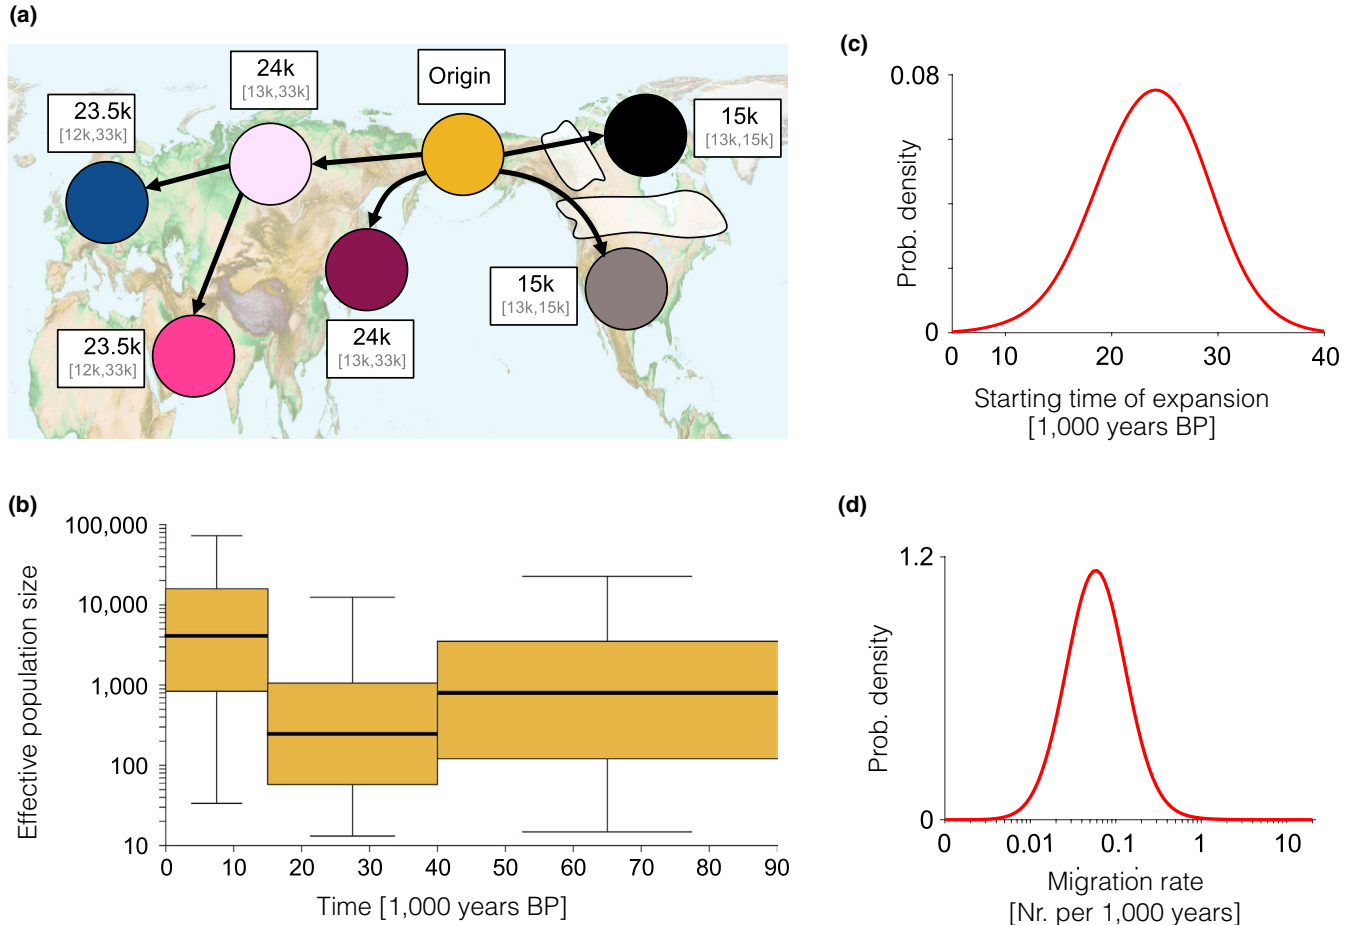 (a)
24k
[13k,33k]
Origin
23.5k
[12k,33k]
15k
[13k,15k]
15k
[13k,15k]
24k
[13k,33k]
23.5k
[12k,33k]
(c)
0.08
Prob. density
0
0 10 20 30 40
Starting time of expansion
[1,000 years BP]
(b)
100,000
10,000
1,000
100
10
Effective population size
0 10 20 30 40 50 60 70 80 90
Time [1,000 years BP]
(d)
1.2
Prob. density
0
0 0.01 0.1 1 10
Migration rate
[Nr. per 1,000 years]